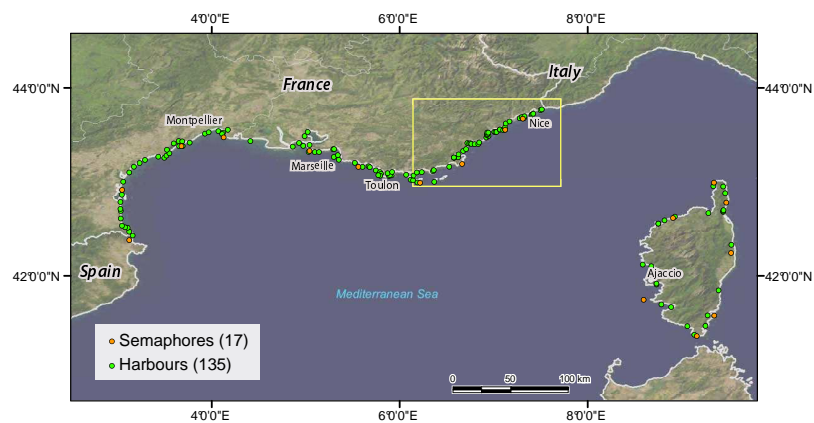 4°0'0"E 6°0'0"E 8°0'0"E
44°0'0"N 44°0'0"N
Italy
France
Montpellier
Nice
Marseille
Toulon
Spain
Ajaccio
42°0'0"N 42°0'0"N
Mediterranean Sea
Semaphores (17)
Harbours (135)
0 50 100 km
4°0'0"E 6°0'0"E 8°0'0"E